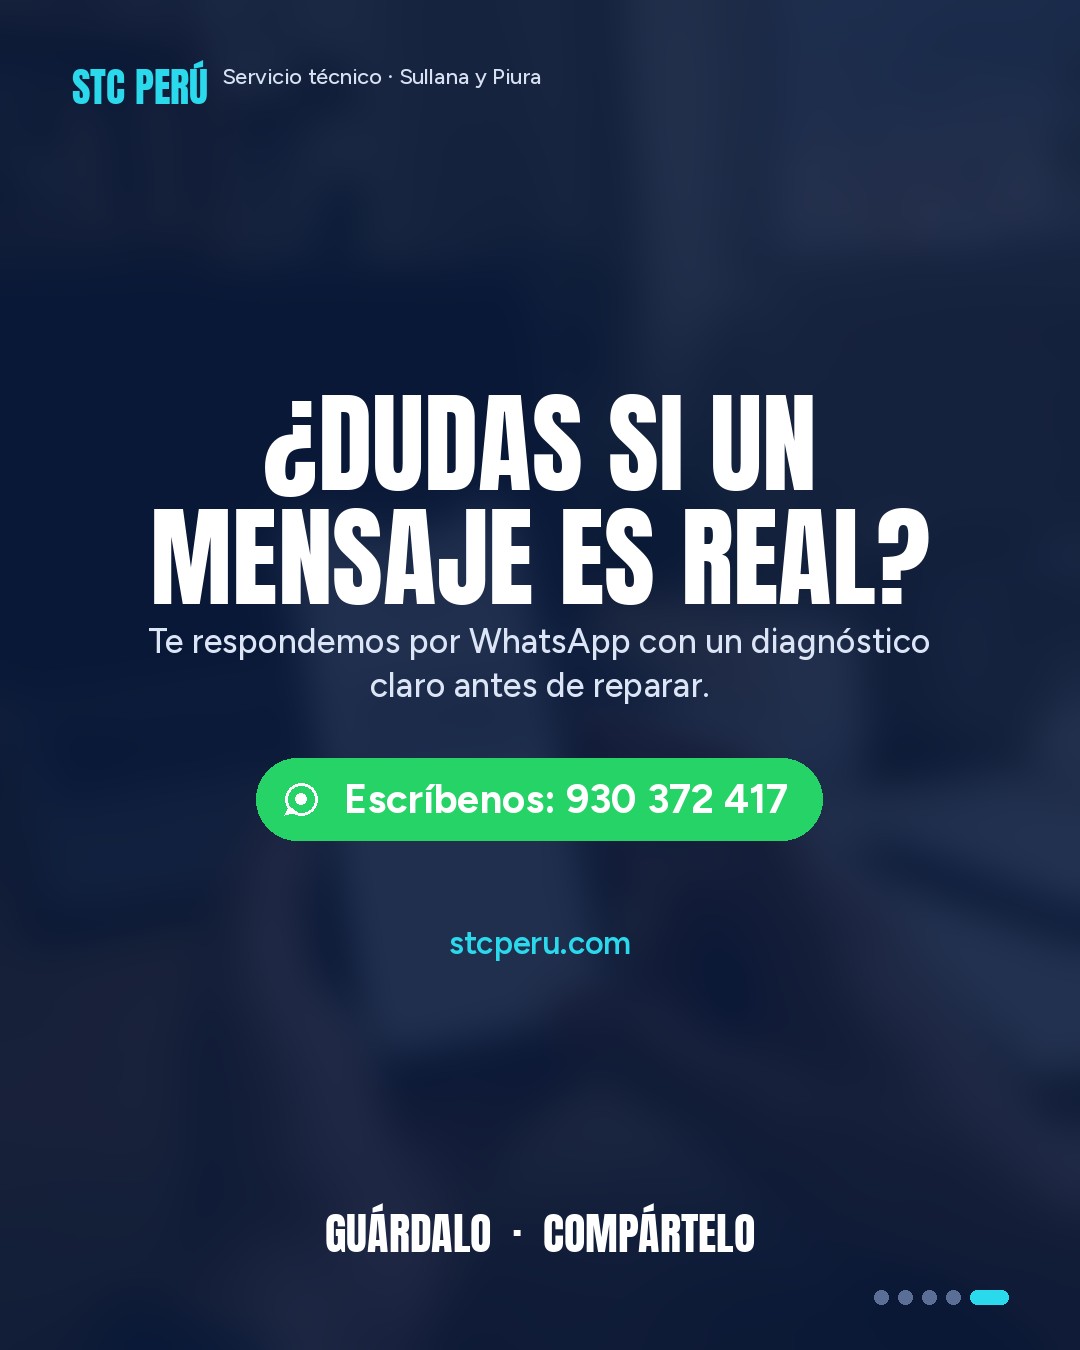 STC PERÚ Servicio técnico · Sullana y Piura
¿DUDAS SI UN
MENSAJE ES REAL?
Te respondemos por WhatsApp con un diagnóstico
claro antes de reparar.
Escríbenos: 930 372 417
stcperu.com
GUÁRDALO · COMPÁRTELO